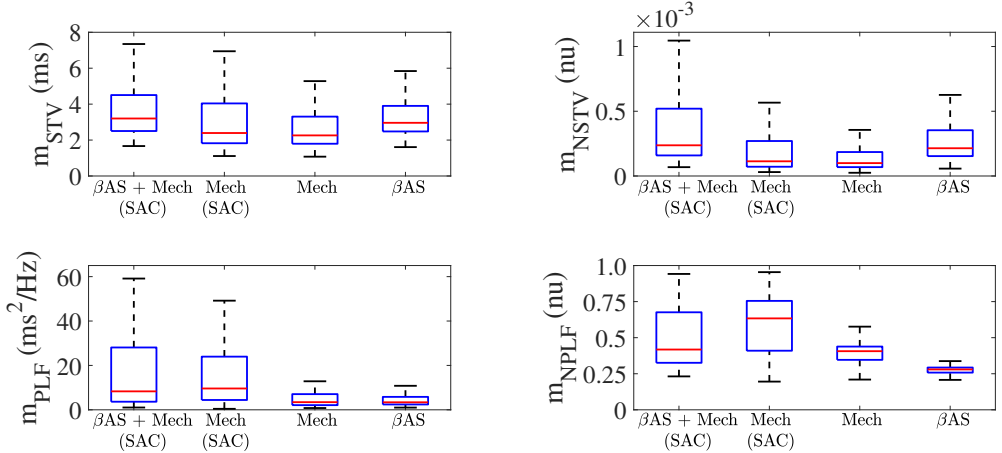 m_STV (ms)
8
6
4
2
0
βAS + Mech Mech Mech βAS
(SAC) (SAC)
×10^-3
m_NSTV (nu)
1
0.5
0
βAS + Mech Mech Mech βAS
(SAC) (SAC)
m_PLF (ms^2/Hz)
60
40
20
0
βAS + Mech Mech Mech βAS
(SAC) (SAC)
m_NPLF (nu)
1.0
0.75
0.5
0.25
0
βAS + Mech Mech Mech βAS
(SAC) (SAC)